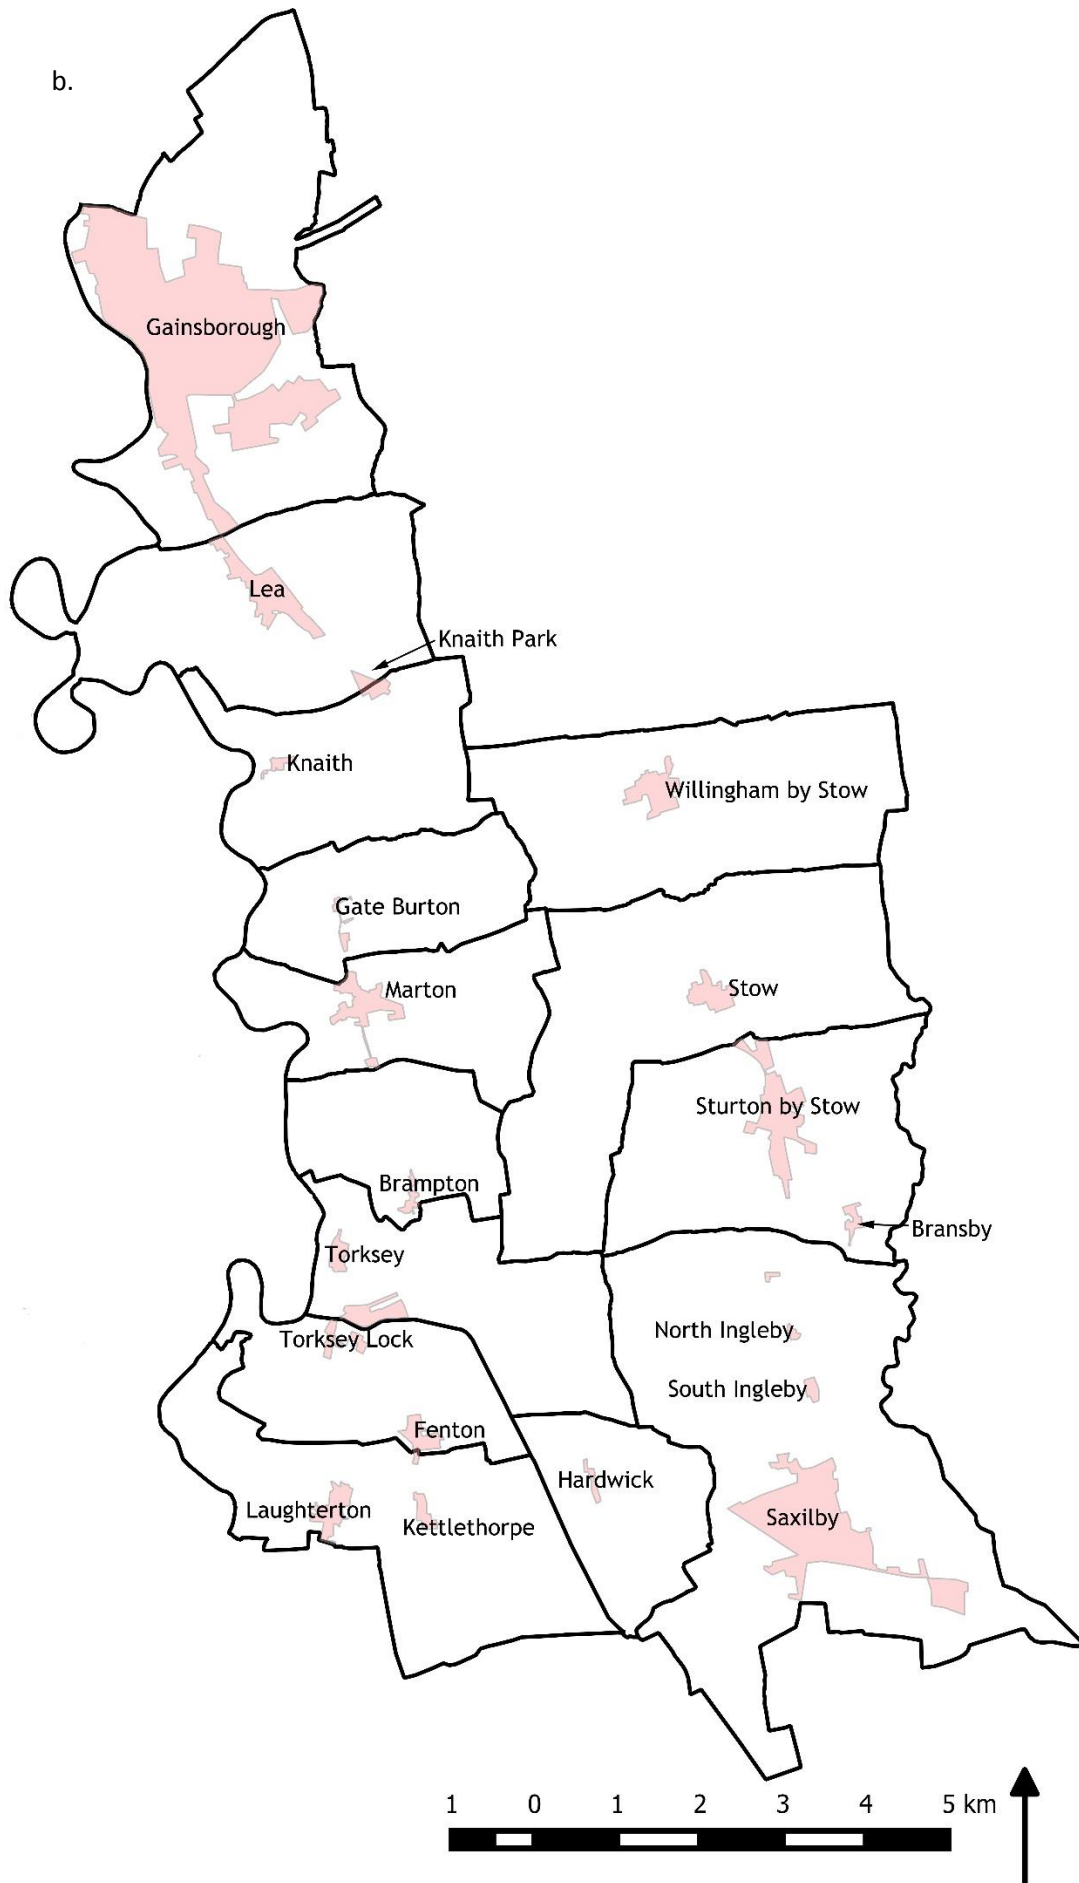 b.
Gainsborough
Lea
Knaith Park
Knaith
Willingham by Stow
Gate Burton
Marton
Stow
Sturton by Stow
Brampton
Bransby
Torksey
North Ingleby
Torksey Lock
South Ingleby
Fenton
Hardwick
Laughterton
Saxilby
Kettlethorpe
1 0 1 2 3 4 5 km